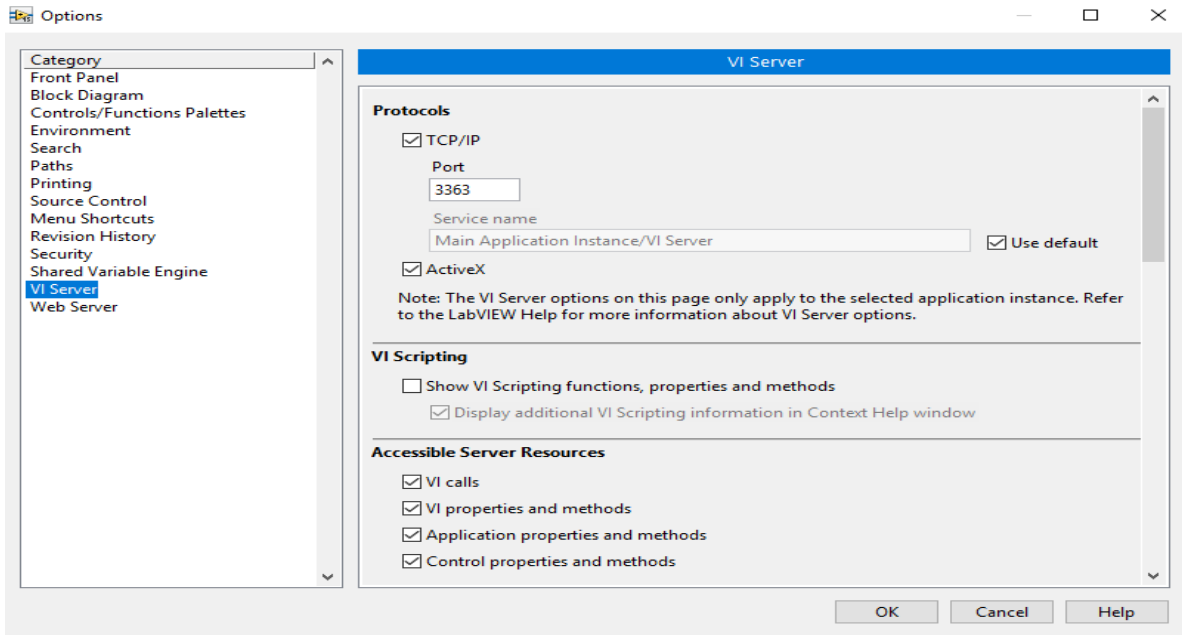 Options
Category
Front Panel
Block Diagram
Controls/Functions Palettes
Environment
Search
Paths
Printing
Source Control
Menu Shortcuts
Revision History
Security
Shared Variable Engine
VI Server
Web Server
VI Server
Protocols
TCP/IP
Port
3363
Service name
Main Application Instance/VI Server
Use default
ActiveX
Note: The VI Server options on this page only apply to the selected application instance. Refer
to the LabVIEW Help for more information about VI Server options.
VI Scripting
Show VI Scripting functions, properties and methods
Display additional VI Scripting information in Context Help window
Accessible Server Resources
VI calls
VI properties and methods
Application properties and methods
Control properties and methods
OK
Cancel
Help